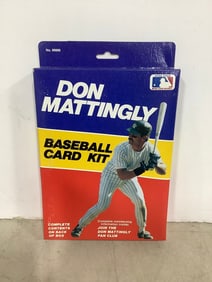 DON
MATTINGLY
BASEBALL
CARD KIT
COMPLETE
CONTENTS
ON BACK
OF BOX
JOIN THE
DON MATTINGLY
FAN CLUB